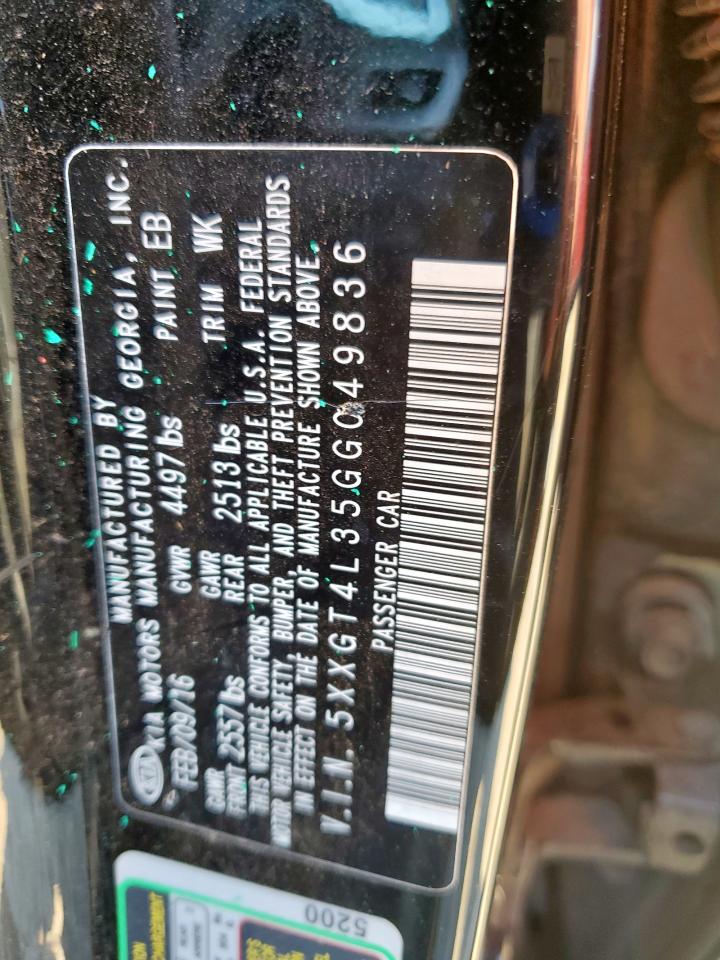 MANUFACTURED BY
KIA MOTORS MANUFACTURING GEORGIA, INC.
FEB/09/16 GVWR 4497 lbs PAINT EB
GAWR FRONT 2557 lbs GAWR REAR 2513 lbs TRIM WK
THIS VEHICLE CONFORMS TO ALL APPLICABLE U.S.A. FEDERAL
MOTOR VEHICLE SAFETY, BUMPER, AND THEFT PREVENTION STANDARDS
IN EFFECT ON THE DATE OF MANUFACTURE SHOWN ABOVE.
V.I.N. 5XXGT4L35GG049836
PASSENGER CAR
5200